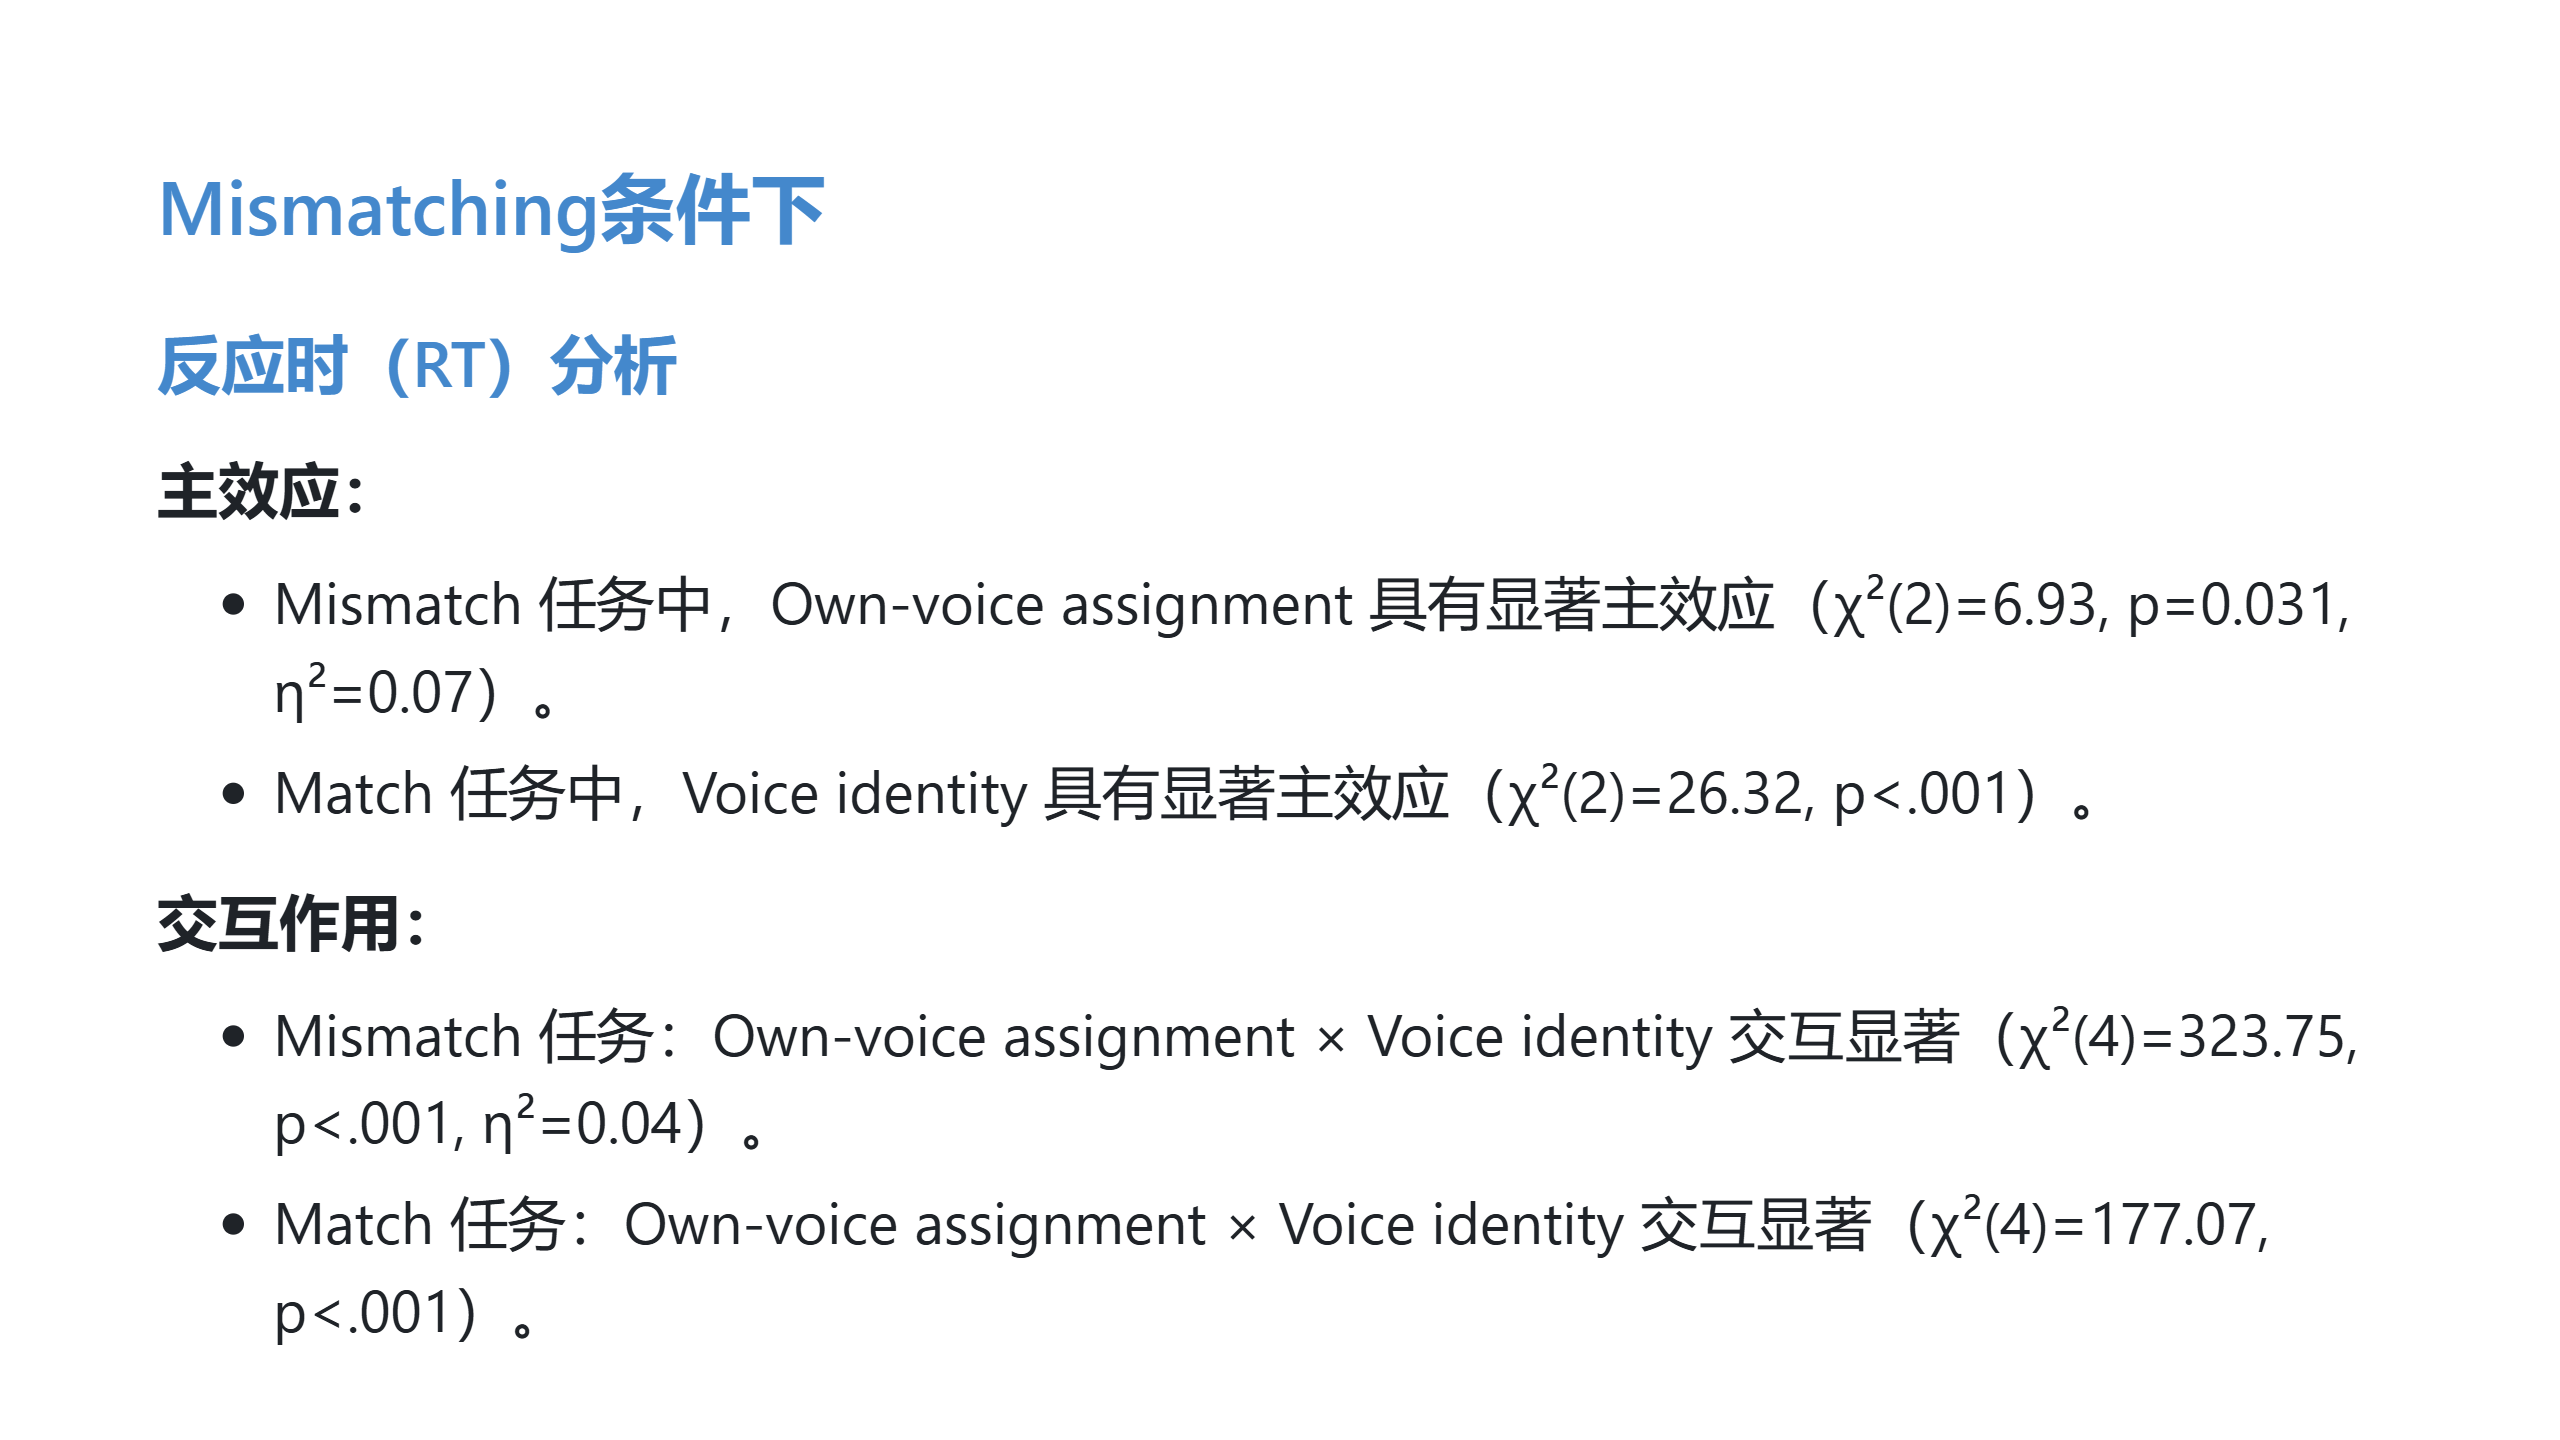 Mismatching条件下
反应时（RT）分析
主效应：
• Mismatch 任务中，Own-voice assignment 具有显著主效应（χ²(2)=6.93, p=0.031,
η²=0.07）。
• Match 任务中，Voice identity 具有显著主效应（χ²(2)=26.32, p<.001）。
交互作用：
• Mismatch 任务：Own-voice assignment × Voice identity 交互显著（χ²(4)=323.75,
p<.001, η²=0.04）。
• Match 任务：Own-voice assignment × Voice identity 交互显著（χ²(4)=177.07,
p<.001）。